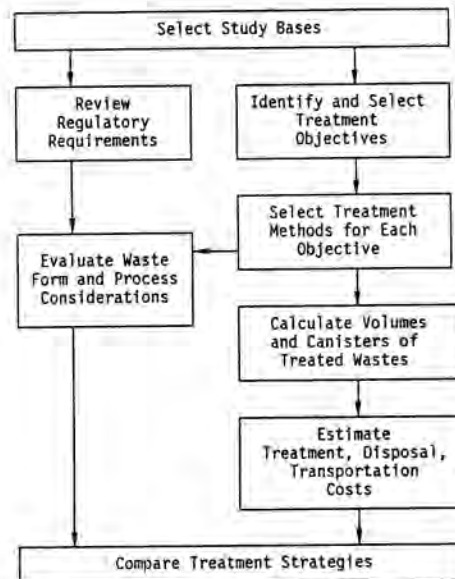 Select Study Bases
Review
Regulatory
Requirements
Identify and Select
Treatment
Objectives
Select Treatment
Methods for Each
Objective
Evaluate Waste
Form and Process
Considerations
Calculate Volumes
and Canisters of
Treated Wastes
Estimate
Treatment, Disposal,
Transportation
Costs
Compare Treatment Strategies